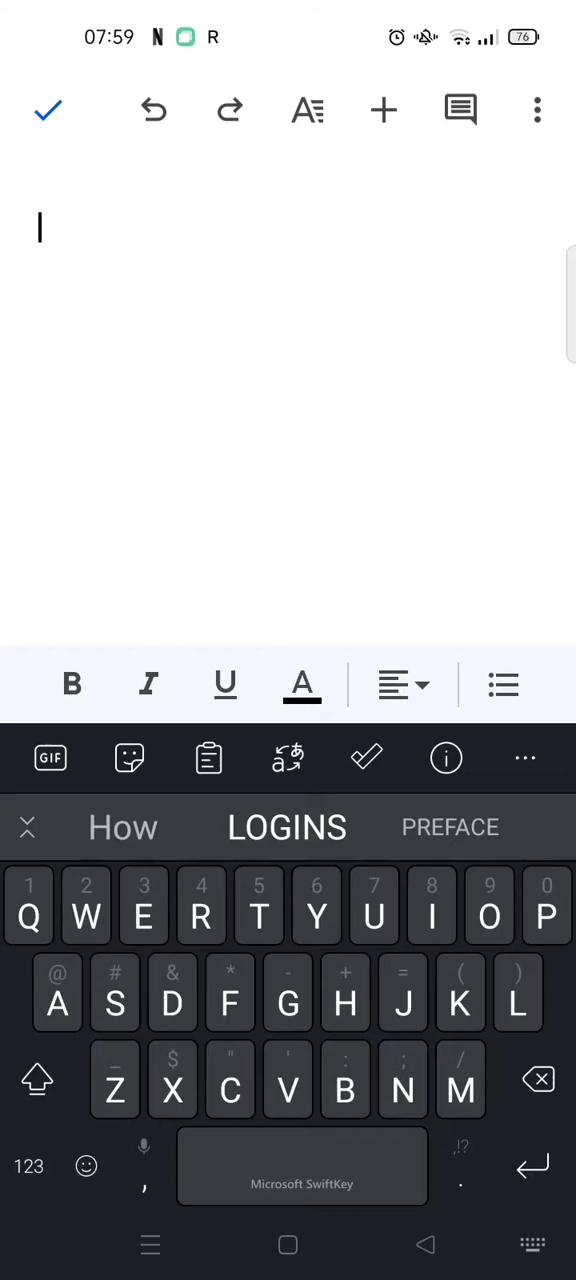 07:59 N R 76
A
B I U A
GIF
How LOGINS PREFACE
1 2 3 4 5 6 7 8 9 0
Q W E R T Y U I O P
@ # & * - + = ( )
A S D F G H J K L
_ $ " ' : ; /
Z X C V B N M
,!?
123 , Microsoft SwiftKey .